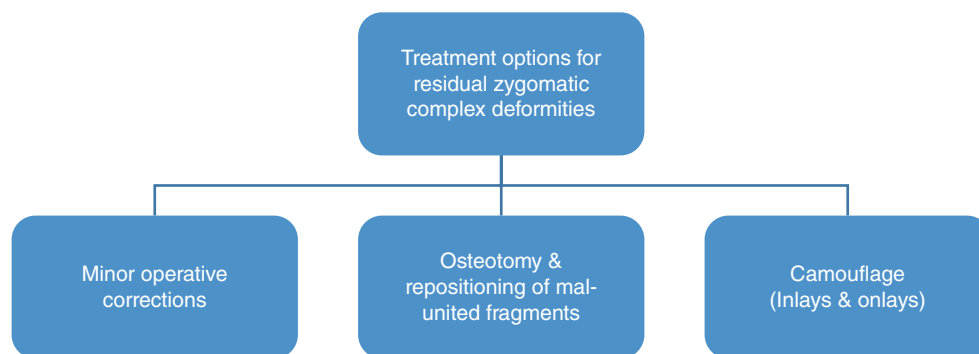 Treatment options for
residual zygomatic
complex deformities
Minor operative
corrections
Osteotomy &
repositioning of mal-
united fragments
Camouflage
(Inlays & onlays)